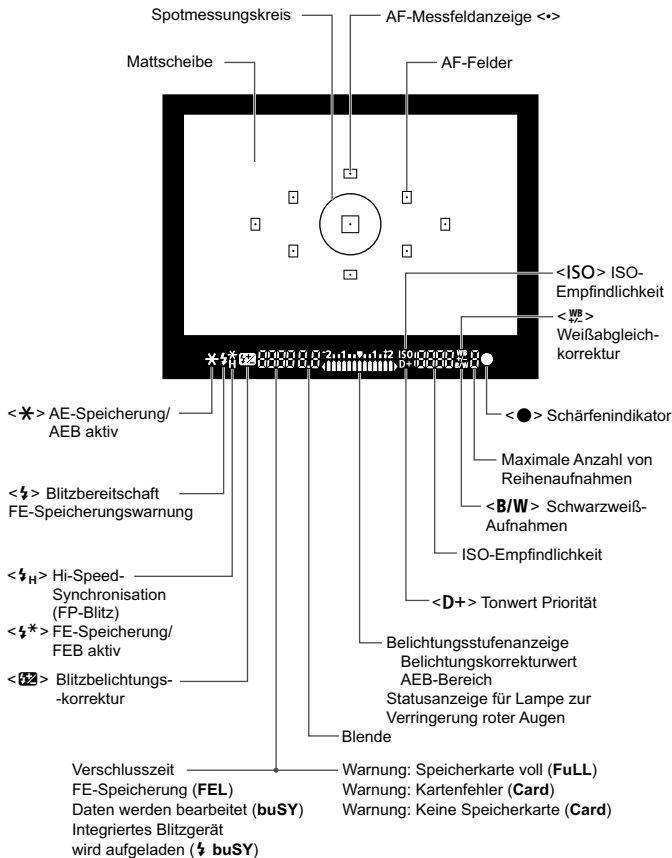 Spotmessungskreis
AF-Messfeldanzeige <•>
Mattscheibe
AF-Felder
<ISO> ISO-
Empfindlichkeit
<WB +/->
Weißabgleich-
korrektur
<✱> AE-Speicherung/
AEB aktiv
<●> Schärfenindikator
<⚡> Blitzbereitschaft
FE-Speicherungswarnung
Maximale Anzahl von
Reihenaufnahmen
<B/W> Schwarzweiß-
Aufnahmen
ISO-Empfindlichkeit
<⚡H> Hi-Speed-
Synchronisation
(FP-Blitz)
<⚡*> FE-Speicherung/
FEB aktiv
<D+> Tonwert Priorität
Belichtungsstufenanzeige
Belichtungskorrekturwert
AEB-Bereich
Statusanzeige für Lampe zur
Verringerung roter Augen
<⚡±> Blitzbelichtungs-
-korrektur
Blende
Verschlusszeit
FE-Speicherung (FEL)
Daten werden bearbeitet (buSY)
Integriertes Blitzgerät
wird aufgeladen (⚡ buSY)
Warnung: Speicherkarte voll (FuLL)
Warnung: Kartenfehler (Card)
Warnung: Keine Speicherkarte (Card)